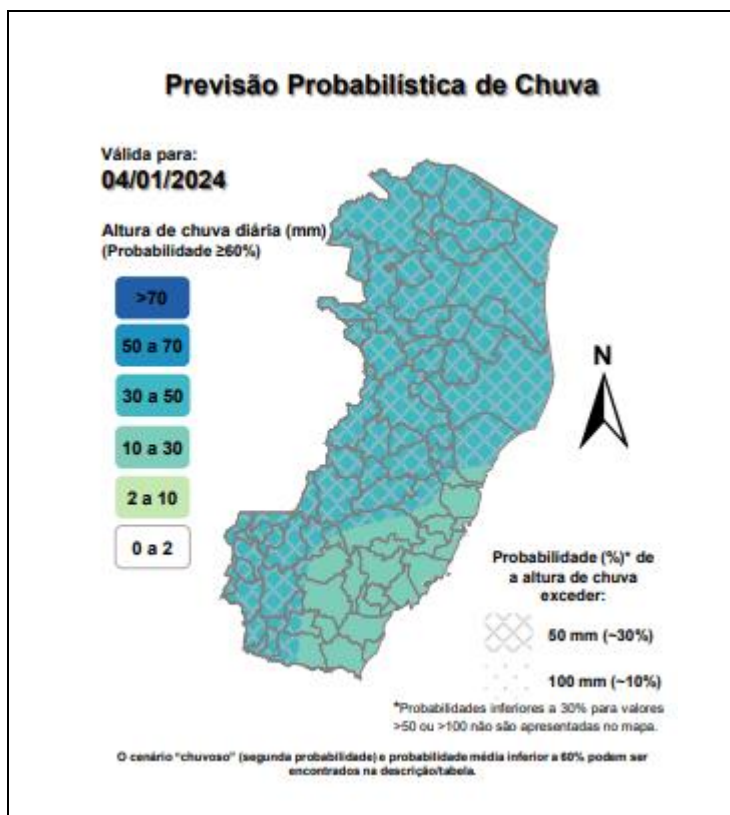 Previsão Probabilística de Chuva
Válida para:
04/01/2024
Altura de chuva diária (mm)
(Probabilidade ≥60%)
>70
50 a 70
30 a 50
10 a 30
2 a 10
0 a 2
N
Probabilidade (%)* de
a altura de chuva
exceder:
50 mm (~30%)
100 mm (~10%)
*Probabilidades inferiores a 30% para valores
>50 ou >100 não são apresentadas no mapa.
O cenário "chuvoso" (segunda probabilidade) e probabilidade média inferior a 60% podem ser
encontrados na descrição/tabela.